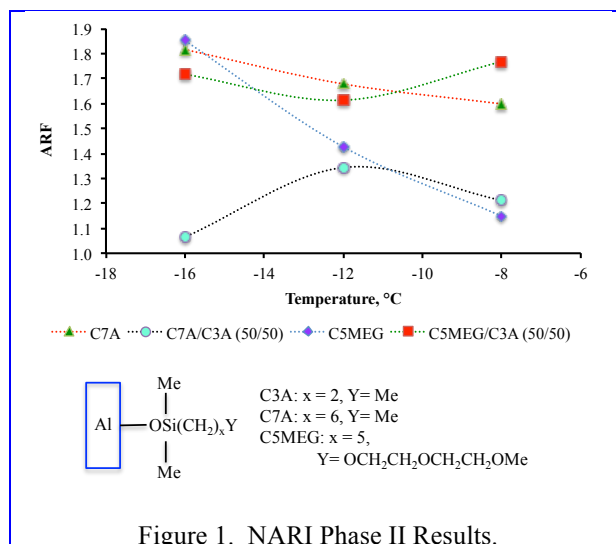 1.9
1.8
1.7
1.6
1.5
1.4
1.3
1.2
1.1
1.0
ARF
-18 -16 -14 -12 -10 -8 -6
Temperature, °C
C7A C7A/C3A (50/50) C5MEG C5MEG/C3A (50/50)
Me
Al OSi(CH₂)ₓY
Me
C3A: x = 2, Y= Me
C7A: x = 6, Y= Me
C5MEG: x = 5,
Y= OCH₂CH₂OCH₂CH₂OMe
Figure 1. NARI Phase II Results.